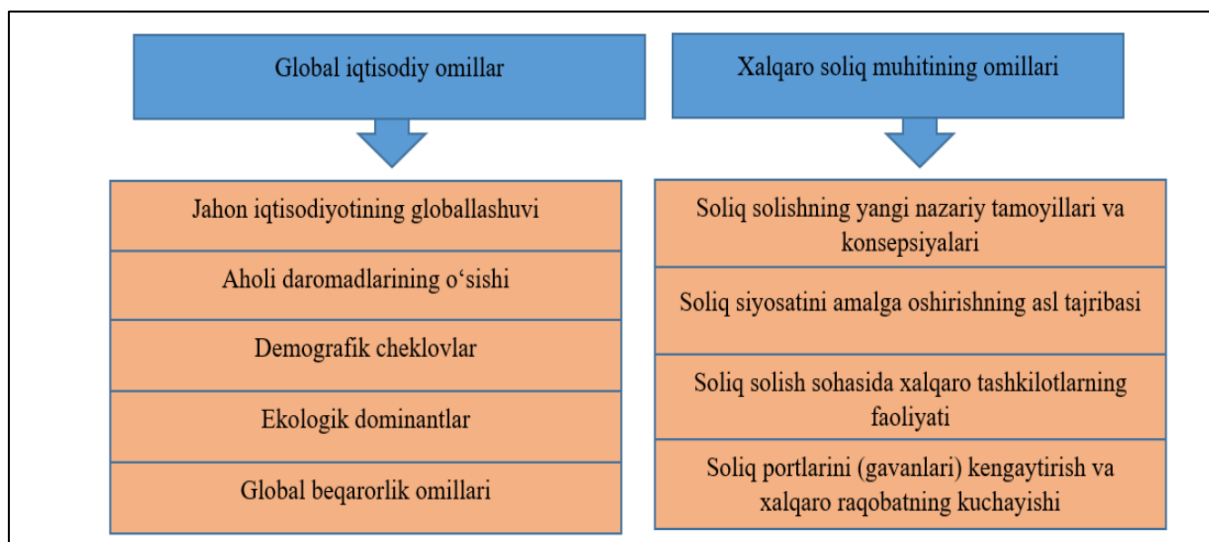 Global iqtisodiy omillar
Jahon iqtisodiyotining globallashuvi
Aholi daromadlarining o‘sishi
Demografik cheklovlar
Ekologik dominantlar
Global beqarorlik omillari
Xalqaro soliq muhitining omillari
Soliq solishning yangi nazariy tamoyillari va
konsepsiyalari
Soliq siyosatini amalga oshirishning asl tajribasi
Soliq solish sohasida xalqaro tashkilotlarning
faoliyati
Soliq portlarini (gavanlari) kengaytirish va
xalqaro raqobatning kuchayishi